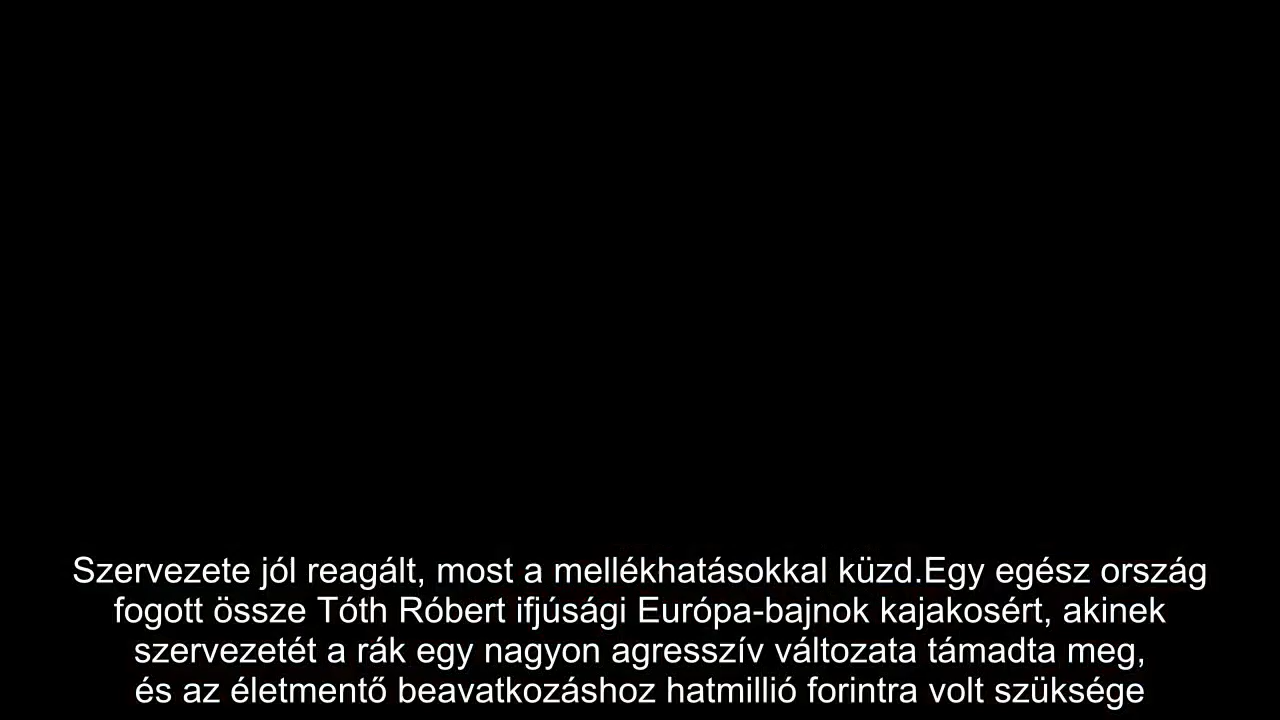 Szervezete jól reagált, most a mellékhatásokkal küzd.Egy egész ország
fogott össze Tóth Róbert ifjúsági Európa-bajnok kajakosért, akinek
szervezetét a rák egy nagyon agresszív változata támadta meg,
és az életmentő beavatkozáshoz hatmillió forintra volt szüksége